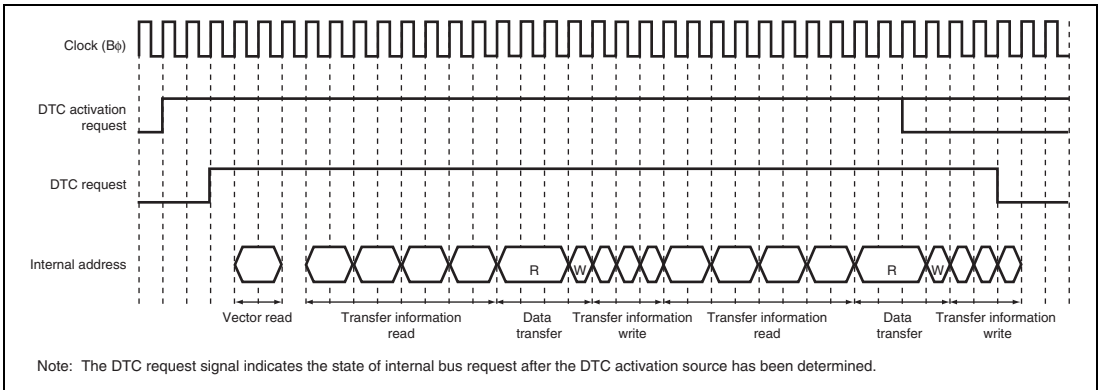 Clock (Bφ)
DTC activation
request
DTC request
Internal address
R
W
R
W
Vector read
Transfer information
read
Data
transfer
Transfer information
write
Transfer information
read
Data
transfer
Transfer information
write
Note: The DTC request signal indicates the state of internal bus request after the DTC activation source has been determined.